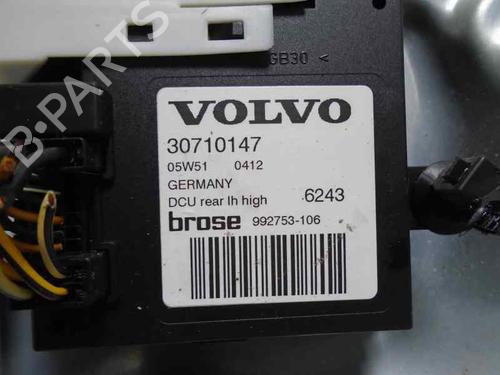 B-PARTS
GB30 <
VOLVO
30710147
05W51 0412
GERMANY
DCU rear lh high 6243
brose 992753-106